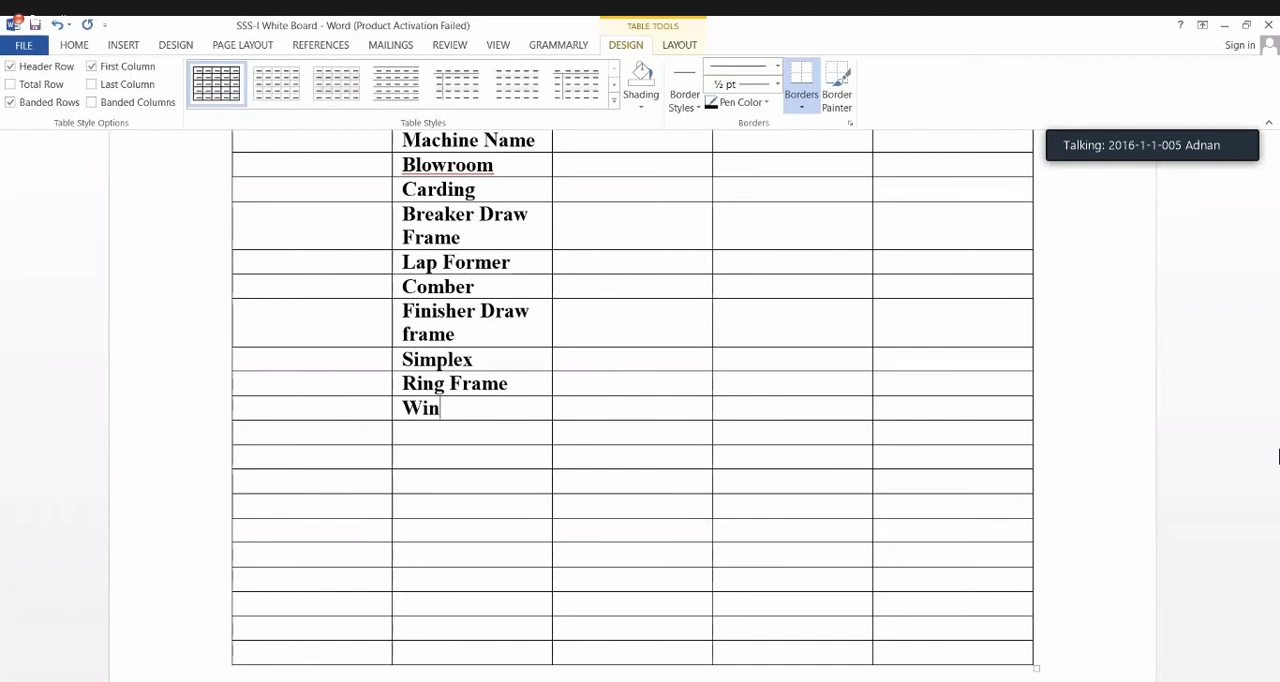 SSS-I White Board - Word (Product Activation Failed)
TABLE TOOLS
?
FILE
HOME
INSERT
DESIGN
PAGE LAYOUT
REFERENCES
MAILINGS
REVIEW
VIEW
GRAMMARLY
DESIGN
LAYOUT
Sign in
Header Row
First Column
Total Row
Last Column
Banded Rows
Banded Columns
Table Style Options
Table Styles
Shading
Border
Styles
½ pt
Pen Color
Borders
Border
Painter
Borders
Talking: 2016-1-1-005 Adnan
Machine Name
Blowroom
Carding
Breaker Draw
Frame
Lap Former
Comber
Finisher Draw
frame
Simplex
Ring Frame
Win